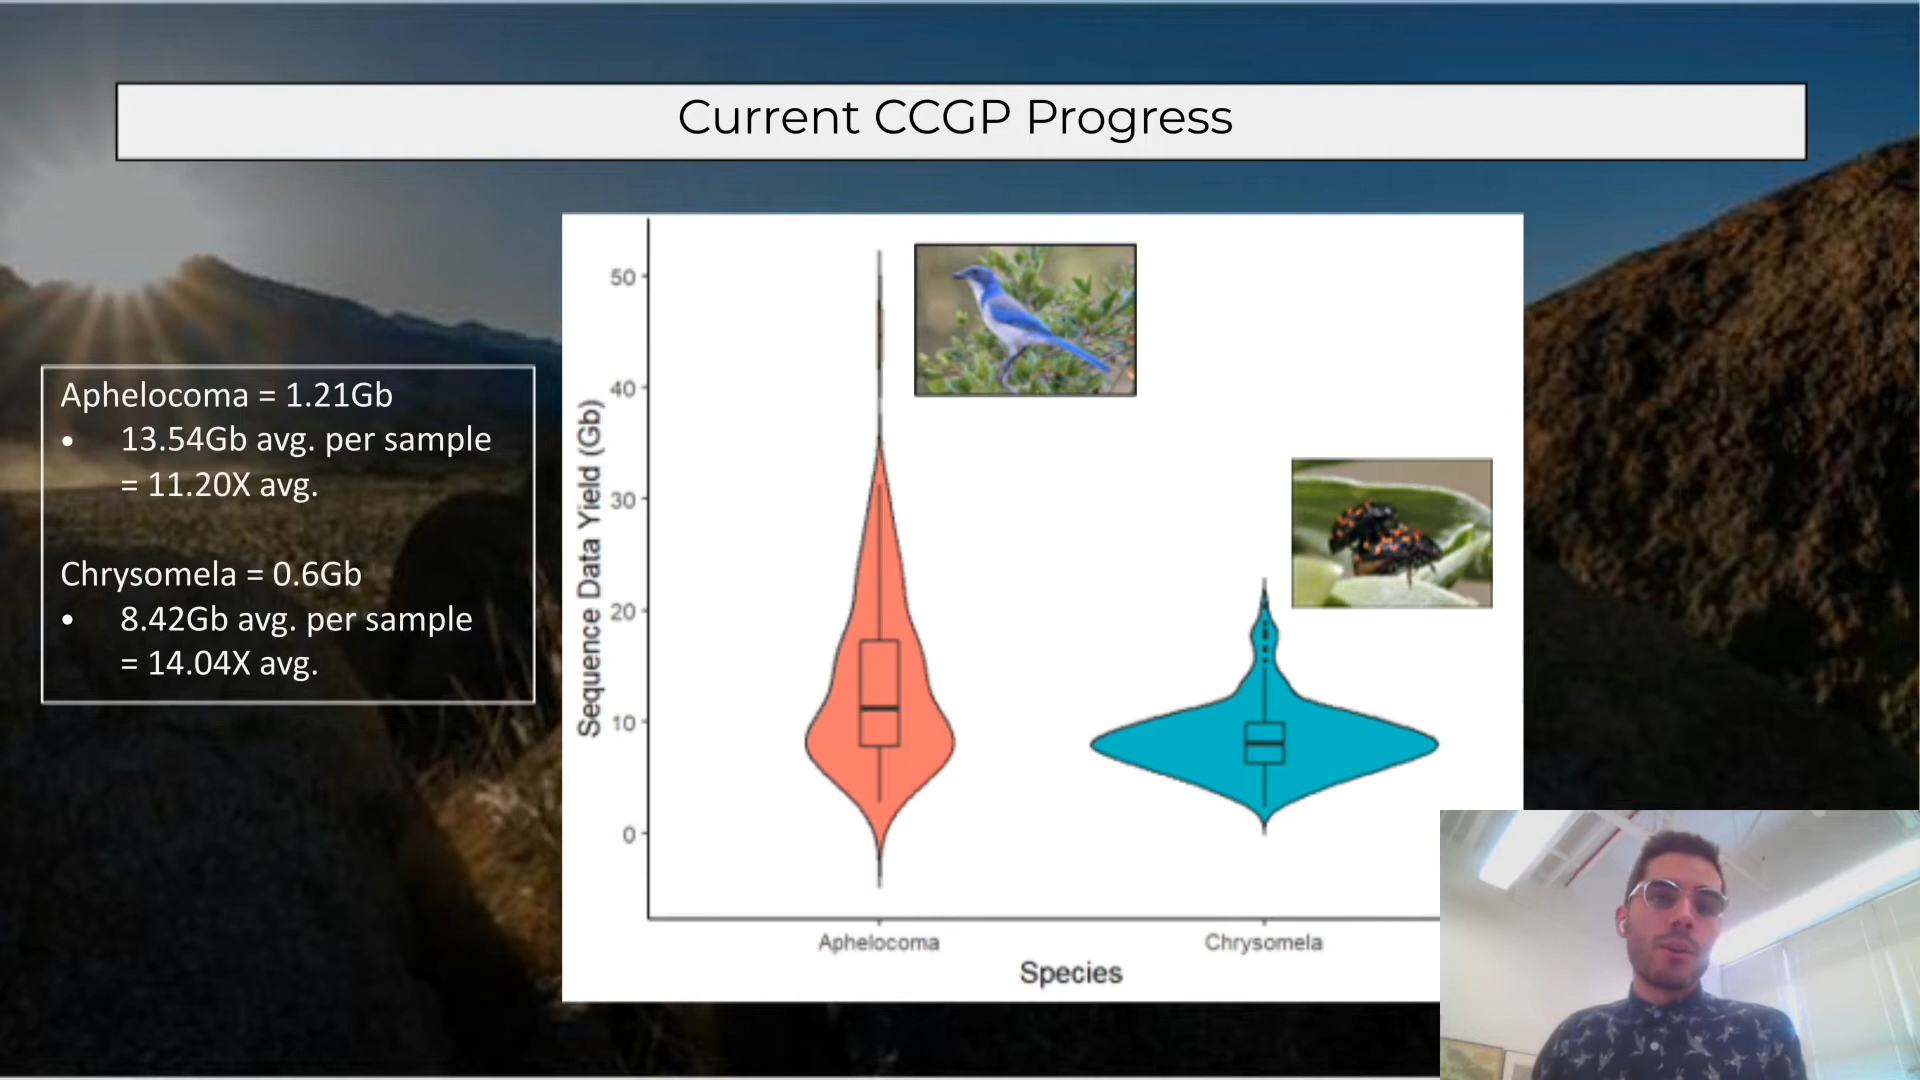 Current CCGP Progress
Aphelocoma = 1.21Gb
• 13.54Gb avg. per sample
= 11.20X avg.
Chrysomela = 0.6Gb
• 8.42Gb avg. per sample
= 14.04X avg.
Sequence Data Yield (Gb)
50
40
30
20
10
0
Aphelocoma
Chrysomela
Species